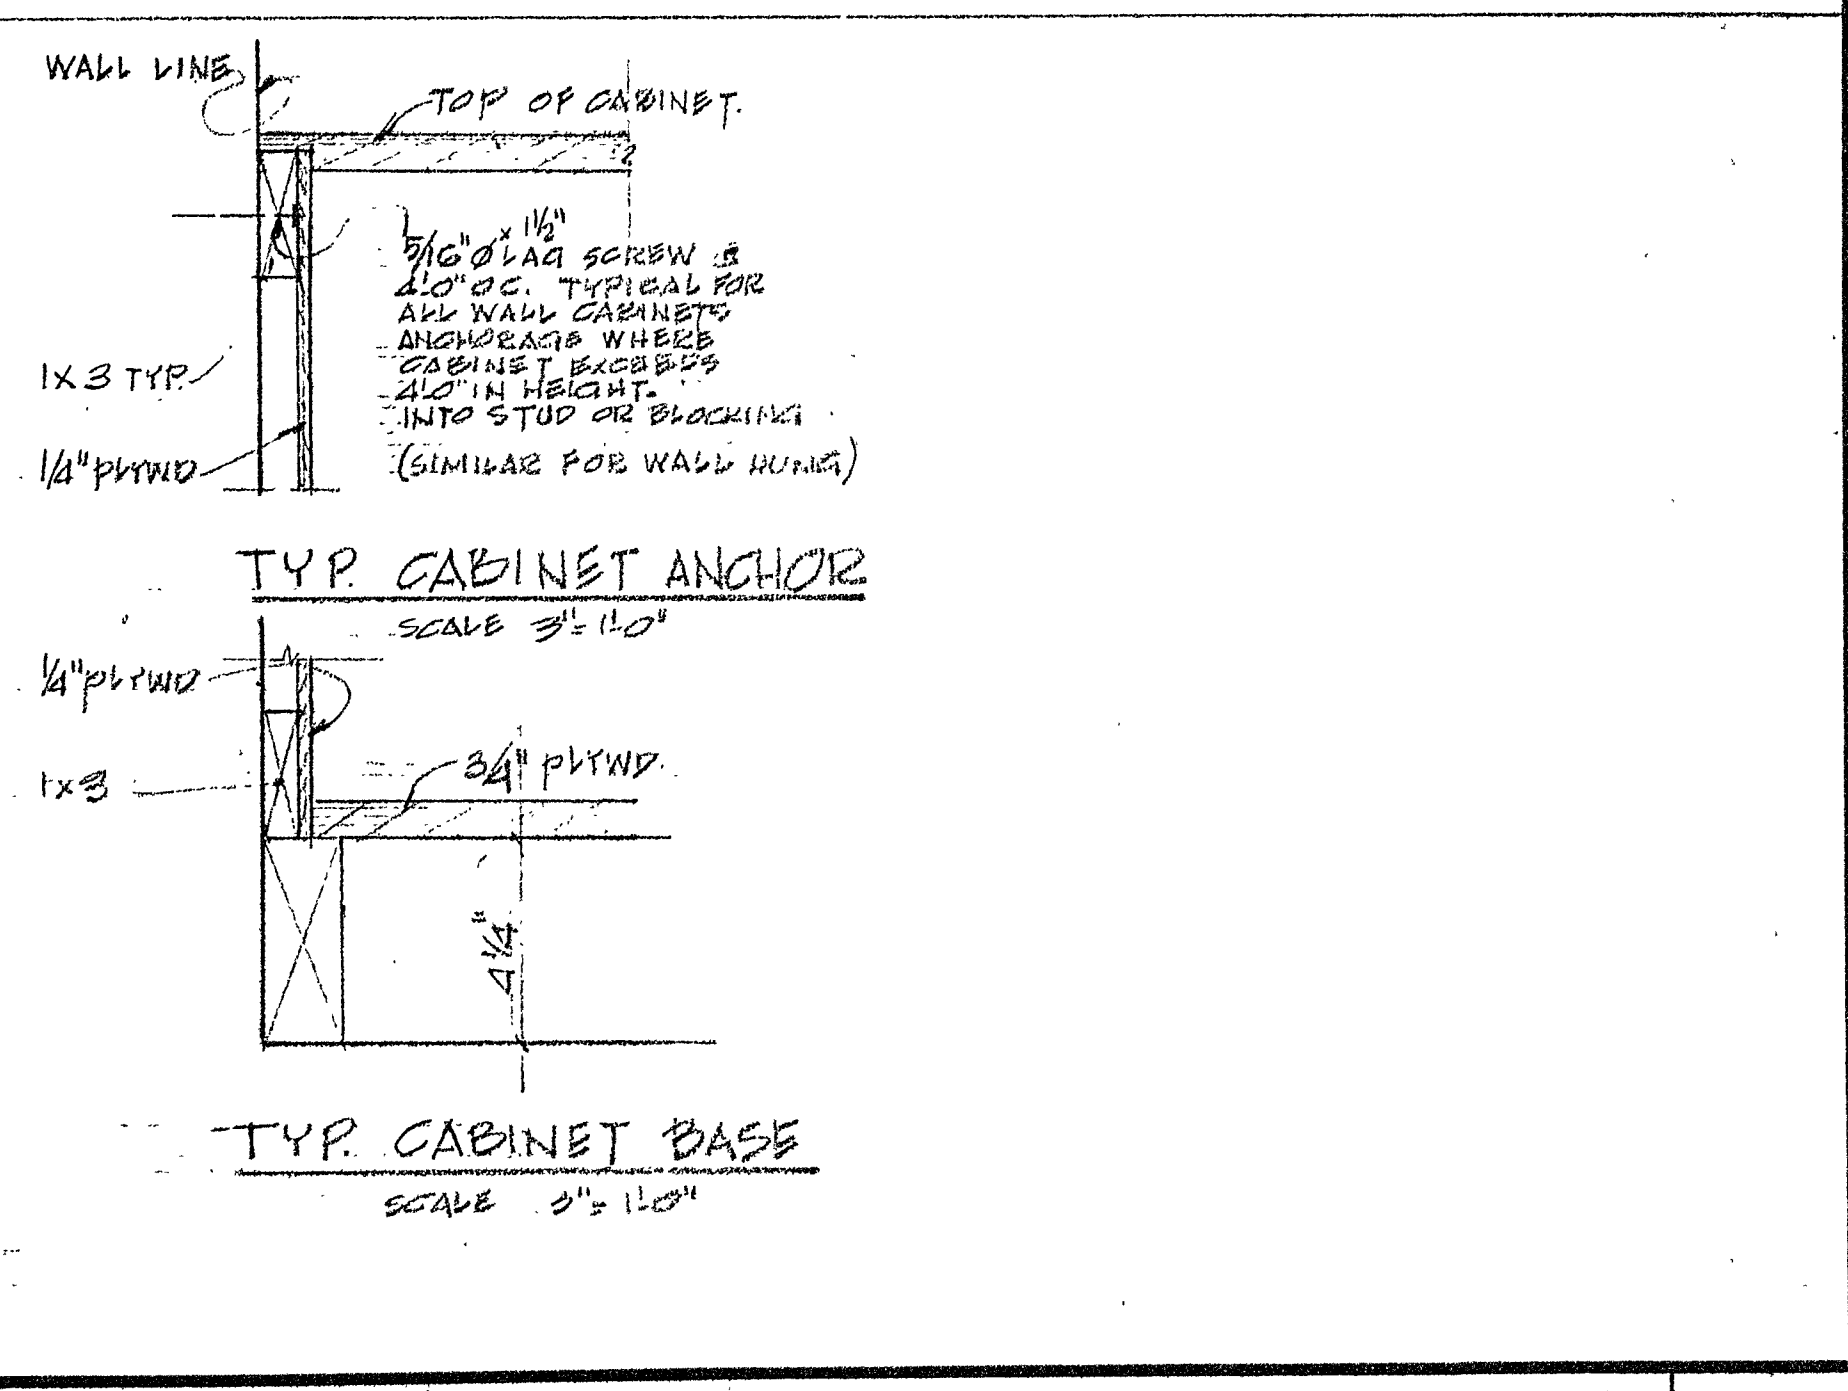 WALL LINE
TOP OF CABINET.
5/16" Ø x 1 1/2" LAG SCREW @
4'-0" O.C. TYPICAL FOR
ALL WALL CABINETS
ANCHORAGE WHERE
CABINET EXCEEDS
4'-0" IN HEIGHT.
INTO STUD OR BLOCKING
(SIMILAR FOR WALL HUNG)
1X3 TYP.
1/4" PLYWD
TYP. CABINET ANCHOR
SCALE 3"=1'-0"
1/4" PLYWD
3/4" PLYWD.
1x3
4 1/4"
TYP. CABINET BASE
SCALE 3"=1'-0"